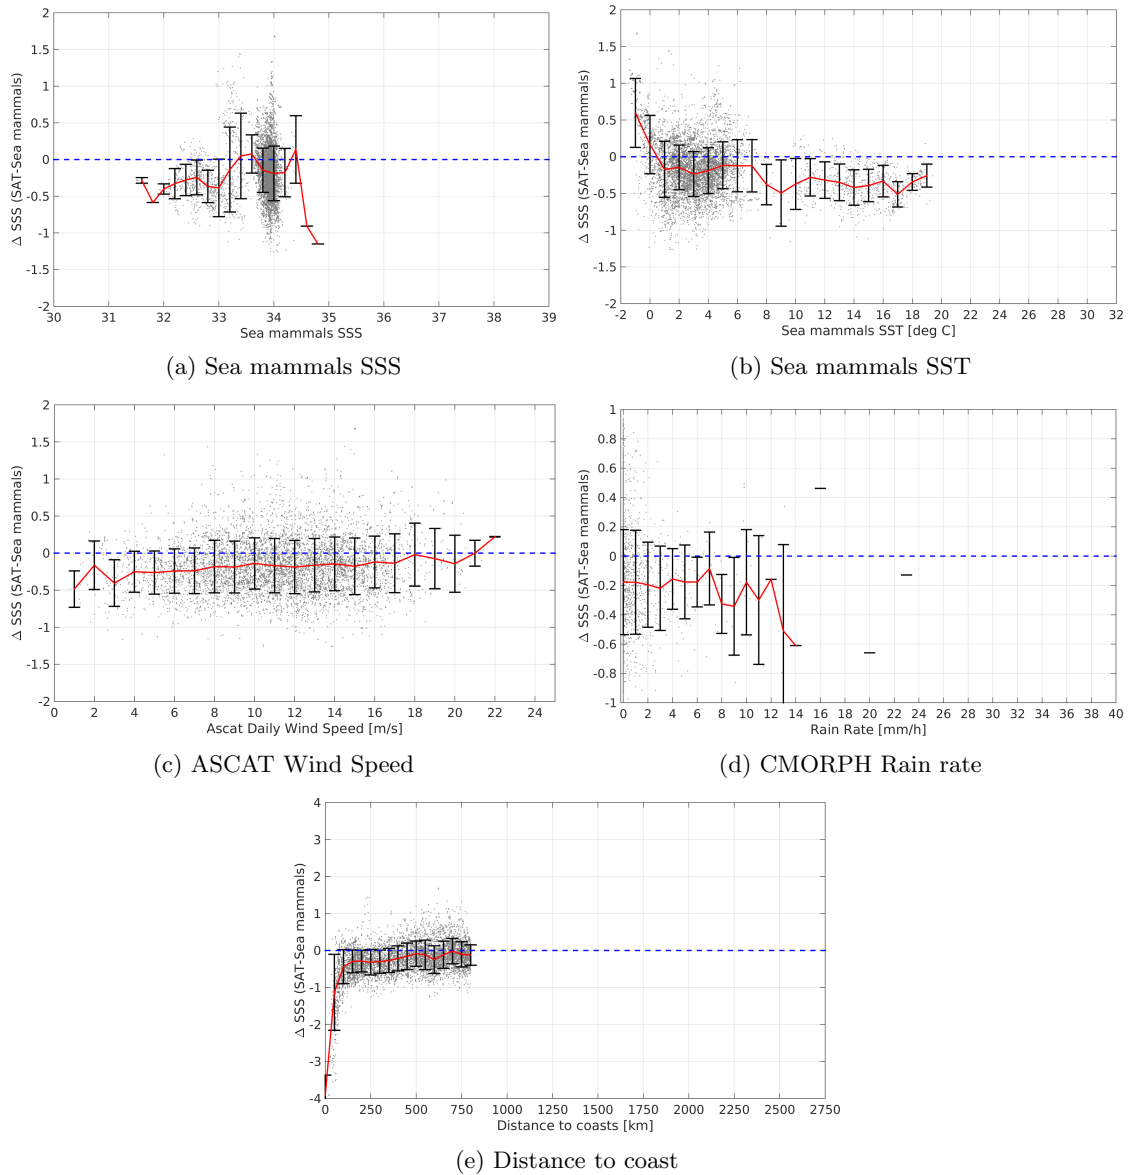 2
1.5
1
0.5
0
-0.5
-1
-1.5
-2
Δ SSS (SAT-Sea mammals)
30 31 32 33 34 35 36 37 38 39
Sea mammals SSS
(a) Sea mammals SSS
2
1.5
1
0.5
0
-0.5
-1
-1.5
-2
Δ SSS (SAT-Sea mammals)
-2 0 2 4 6 8 10 12 14 16 18 20 22 24 26 28 30 32
Sea mammals SST [deg C]
(b) Sea mammals SST
2
1.5
1
0.5
0
-0.5
-1
-1.5
-2
Δ SSS (SAT-Sea mammals)
0 2 4 6 8 10 12 14 16 18 20 22 24
Ascat Daily Wind Speed [m/s]
(c) ASCAT Wind Speed
1
0.8
0.6
0.4
0.2
0
-0.2
-0.4
-0.6
-0.8
-1
Δ SSS (SAT-Sea mammals)
0 2 4 6 8 10 12 14 16 18 20 22 24 26 28 30 32 34 36 38 40
Rain Rate [mm/h]
(d) CMORPH Rain rate
4
3
2
1
0
-1
-2
-3
-4
Δ SSS (SAT-Sea mammals)
0 250 500 750 1000 1250 1500 1750 2000 2250 2500 2750
Distance to coasts [km]
(e) Distance to coast